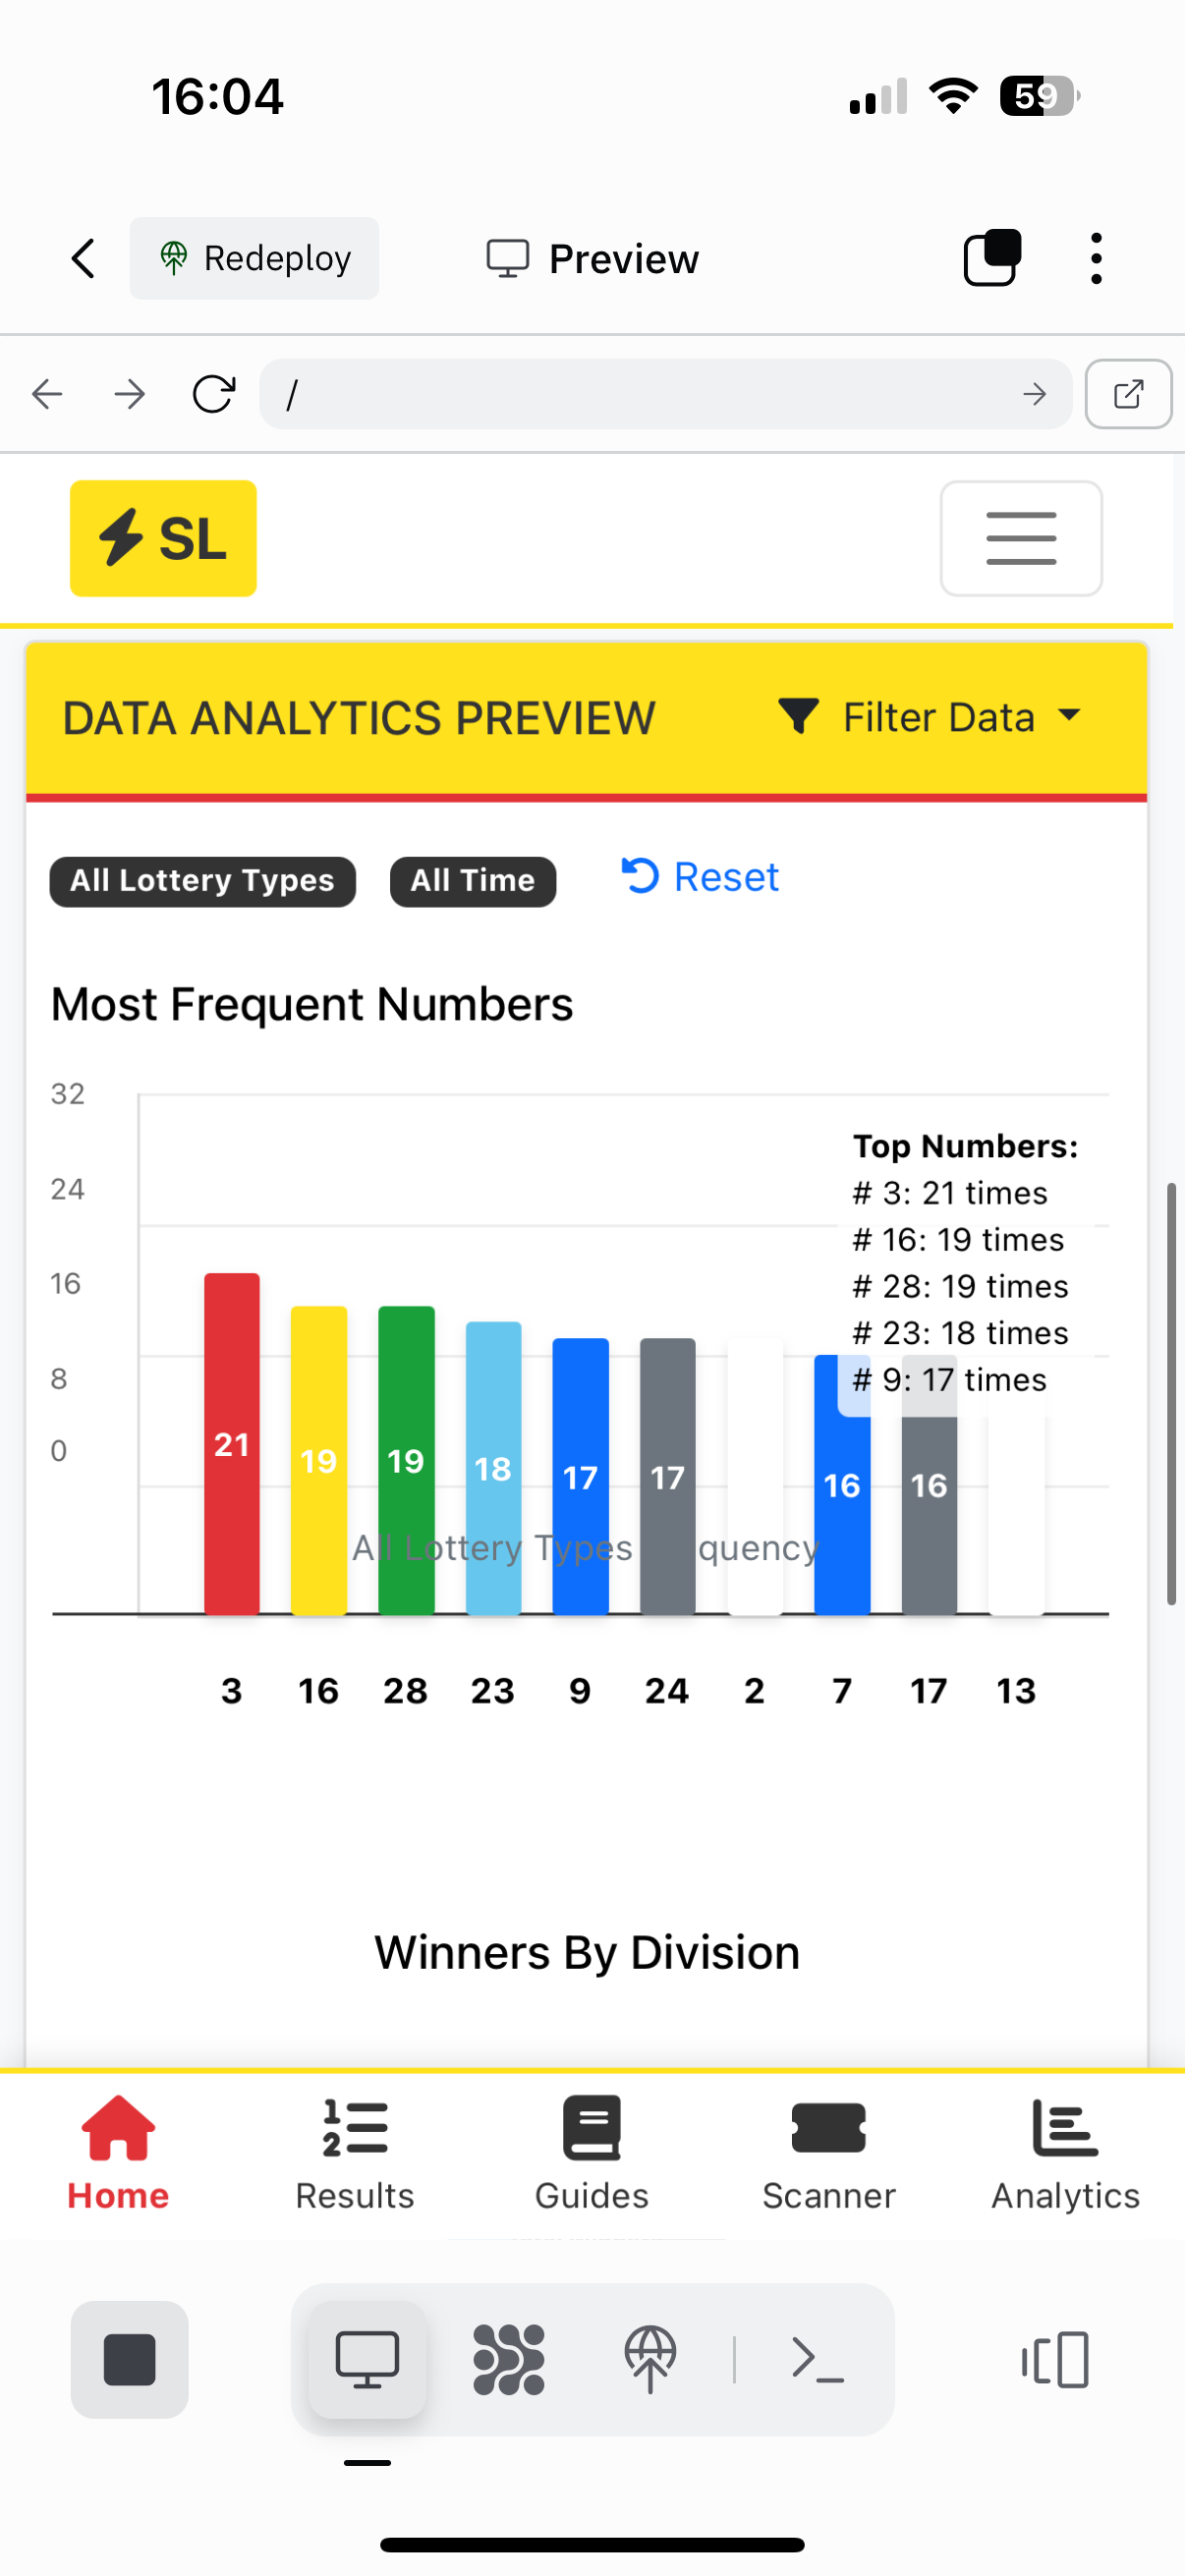 16:04
59
Redeploy
Preview
/
SL
DATA ANALYTICS PREVIEW
Filter Data
All Lottery Types
All Time
Reset
Most Frequent Numbers
32
24
16
8
0
Top Numbers:
# 3: 21 times
# 16: 19 times
# 28: 19 times
# 23: 18 times
# 9: 17 times
21 19 19 18 17 17 16 16
All Lottery Types quency
3 16 28 23 9 24 2 7 17 13
Winners By Division
Home
Results
Guides
Scanner
Analytics